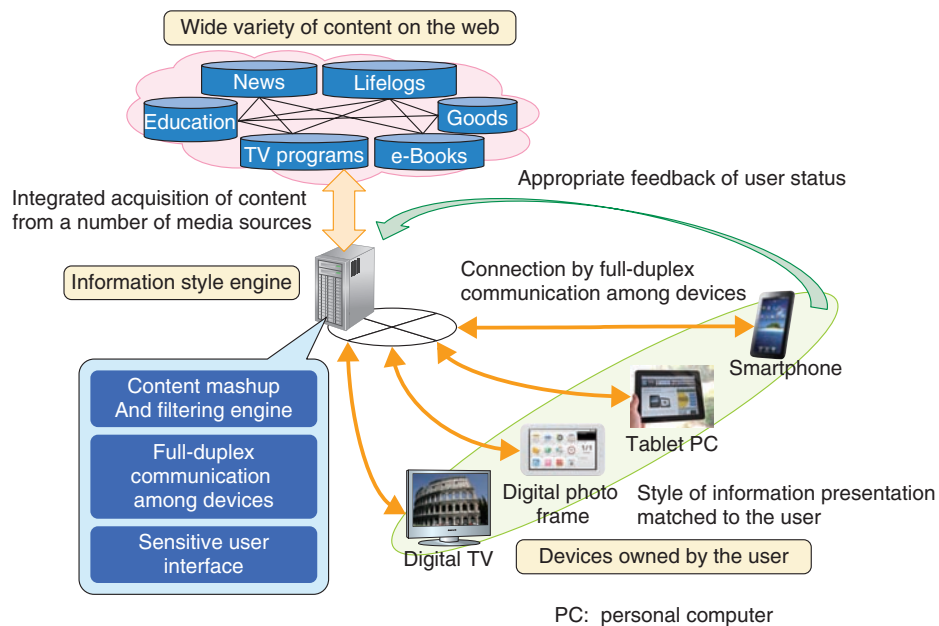 Wide variety of content on the web
News
Lifelogs
Education
Goods
TV programs
e-Books
Integrated acquisition of content
from a number of media sources
Appropriate feedback of user status
Information style engine
Connection by full-duplex
communication among devices
Smartphone
Content mashup
And filtering engine
Full-duplex
communication
among devices
Sensitive user
interface
Tablet PC
Digital photo
frame
Digital TV
Style of information presentation
matched to the user
Devices owned by the user
PC: personal computer